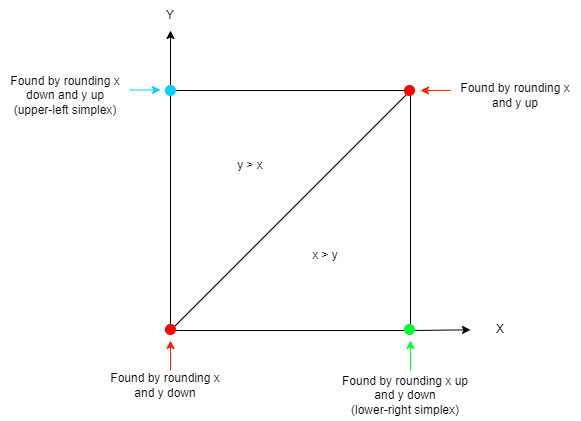 Y
Found by rounding x
down and y up
(upper-left simplex)
Found by rounding x
and y up
y > x
x > y
X
Found by rounding x
and y down
Found by rounding x up
and y down
(lower-right simplex)